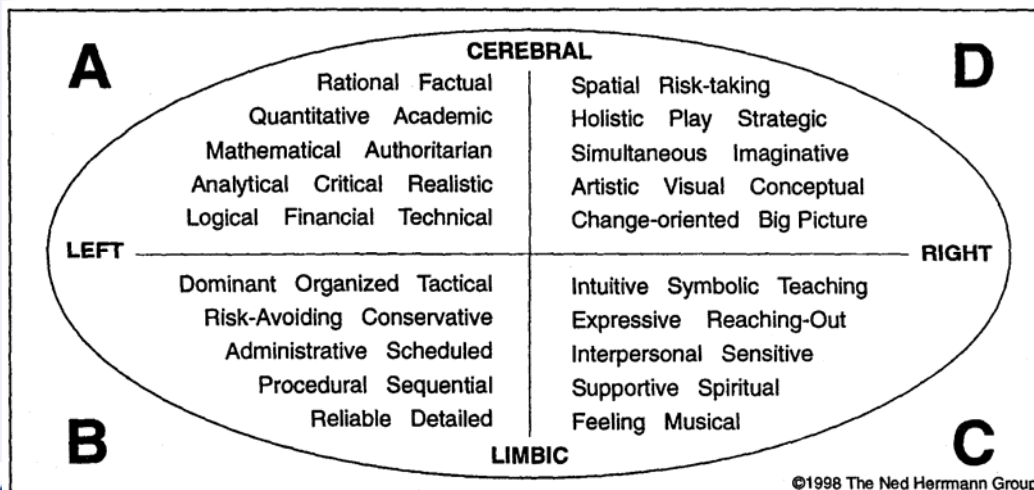 A
D
CEREBRAL
Rational Factual
Quantitative Academic
Mathematical Authoritarian
Analytical Critical Realistic
Logical Financial Technical
Spatial Risk-taking
Holistic Play Strategic
Simultaneous Imaginative
Artistic Visual Conceptual
Change-oriented Big Picture
LEFT
RIGHT
Dominant Organized Tactical
Risk-Avoiding Conservative
Administrative Scheduled
Procedural Sequential
Reliable Detailed
Intuitive Symbolic Teaching
Expressive Reaching-Out
Interpersonal Sensitive
Supportive Spiritual
Feeling Musical
B
LIMBIC
C
©1998 The Ned Herrmann Group